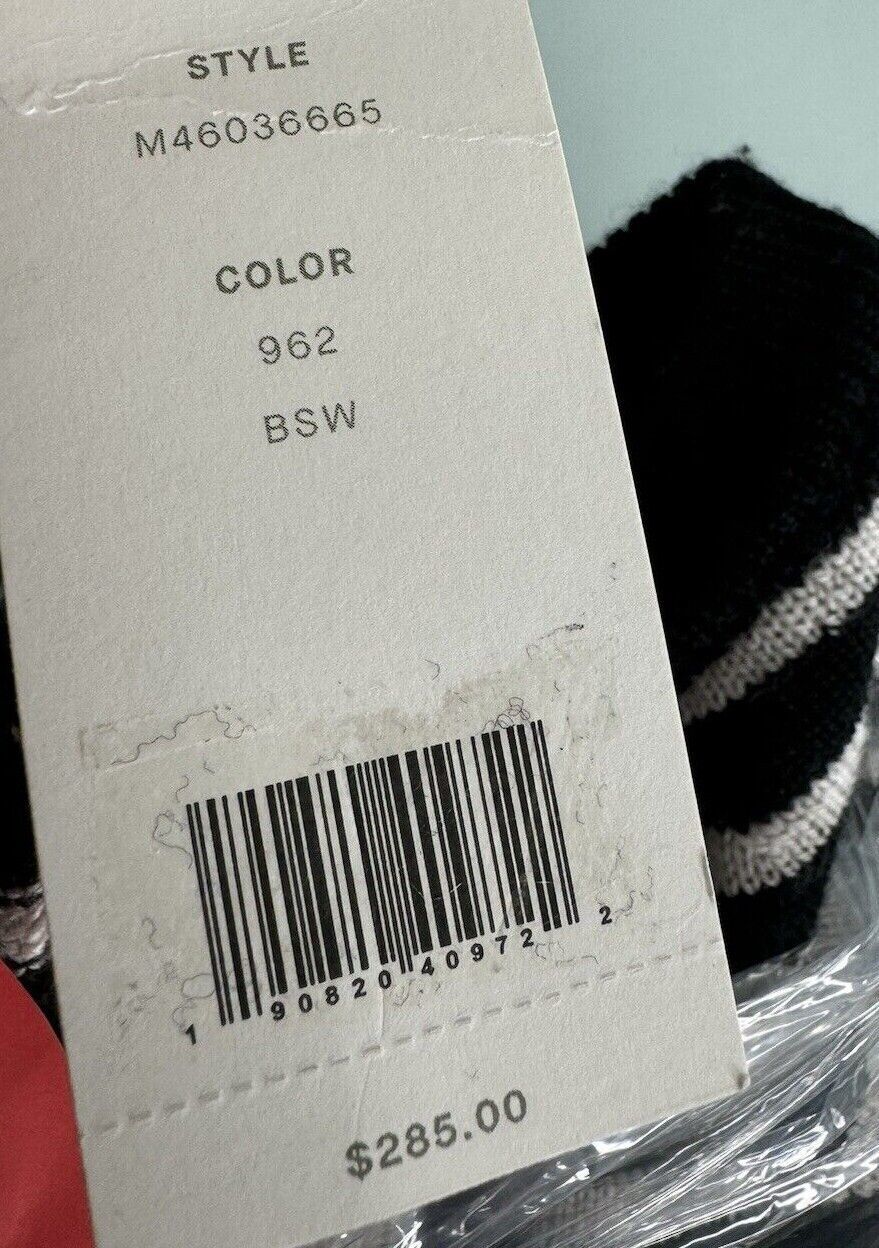 STYLE
M46036665
COLOR
962
BSW
1 90820 40972 2
$285.00